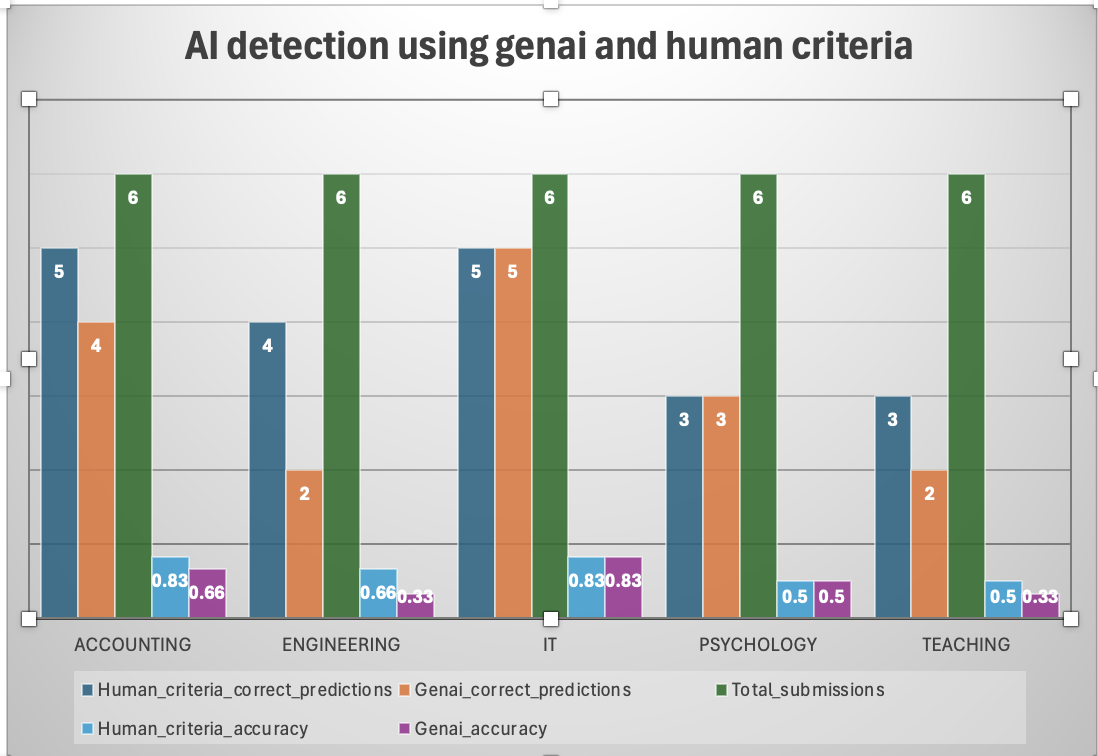 AI detection using genai and human criteria
6 6 6 6 6
5 5 5
4 4
3 3 3
2 2
0.83 0.66 0.66 0.33 0.83 0.83 0.5 0.5 0.5 0.33
ACCOUNTING ENGINEERING IT PSYCHOLOGY TEACHING
Human_criteria_correct_predictions Genai_correct_predictions Total_submissions
Human_criteria_accuracy Genai_accuracy